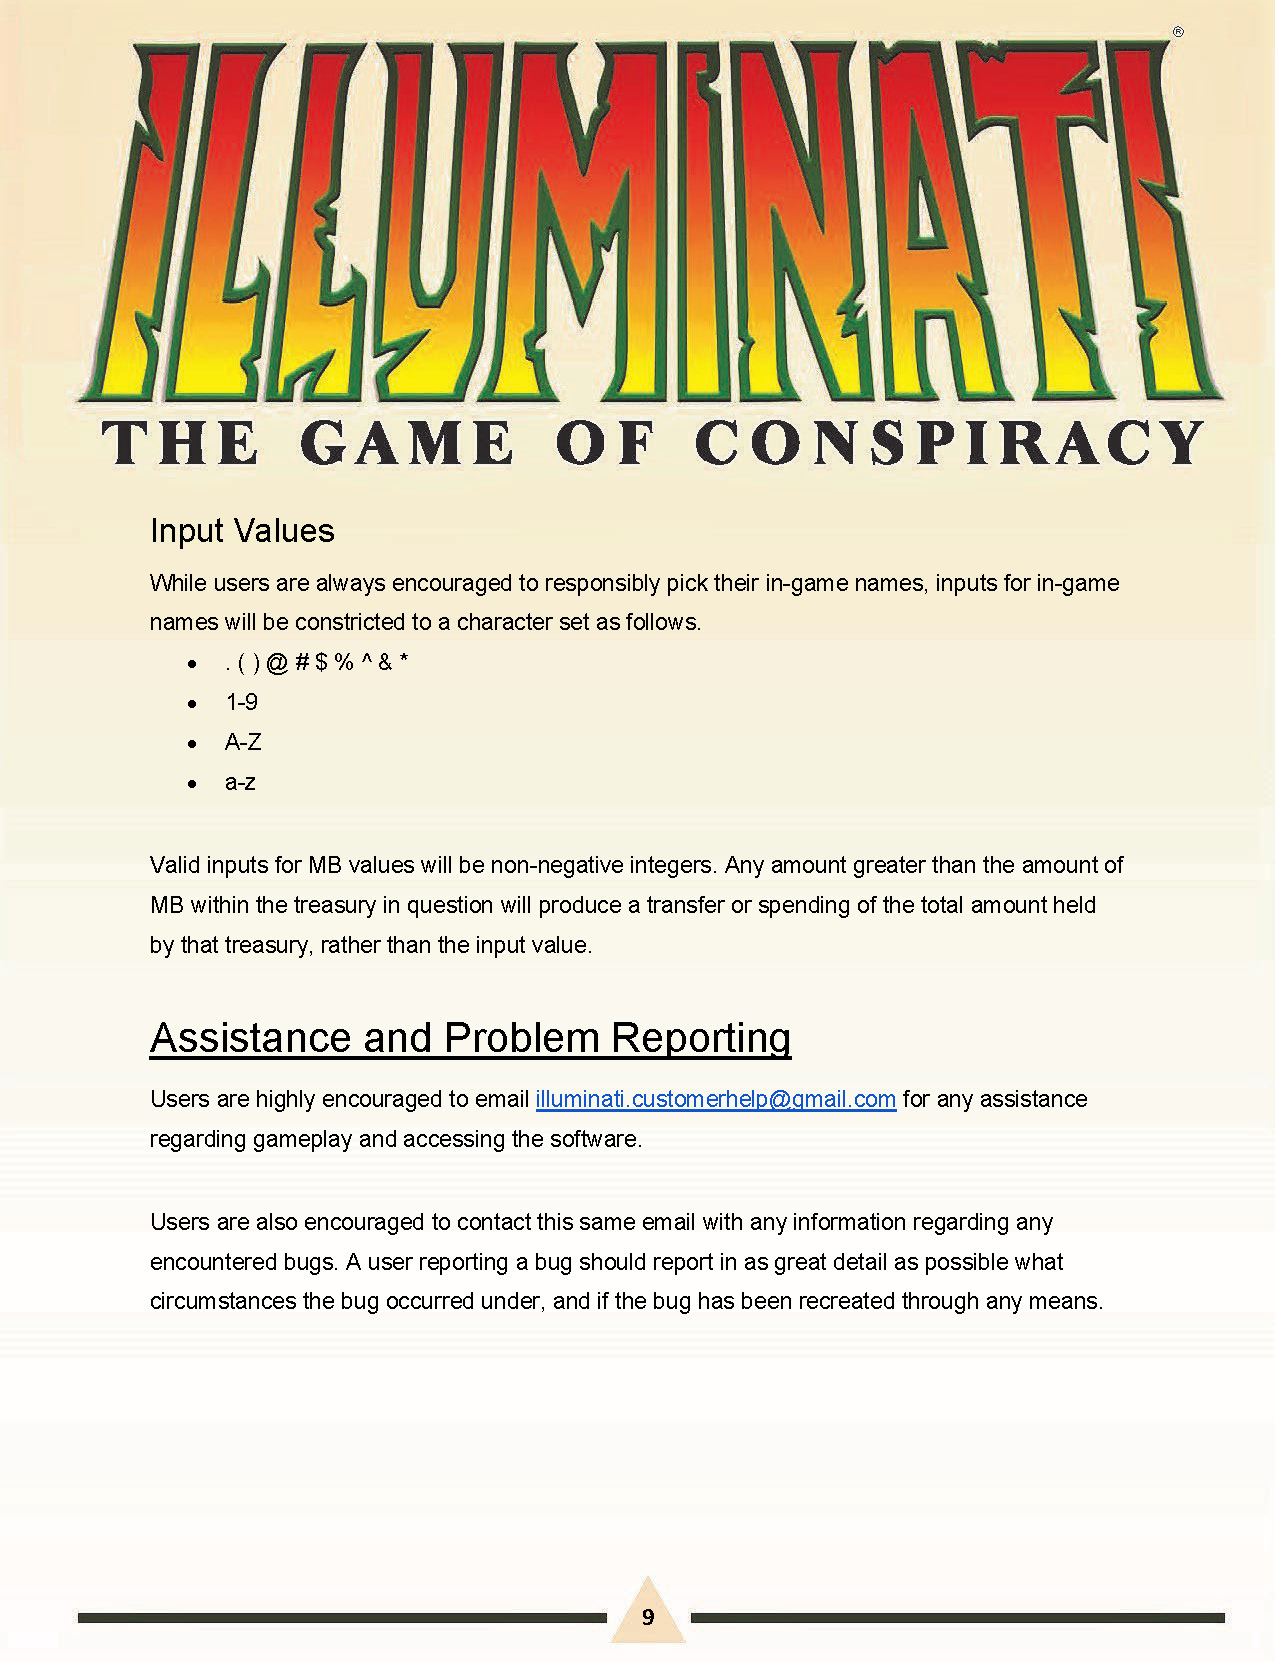 ILLUMINATI®
THE GAME OF CONSPIRACY
Input Values
While users are always encouraged to responsibly pick their in-game names, inputs for in-game
names will be constricted to a character set as follows.
● . ( ) @ # $ % ^ & *
● 1-9
● A-Z
● a-z
Valid inputs for MB values will be non-negative integers. Any amount greater than the amount of
MB within the treasury in question will produce a transfer or spending of the total amount held
by that treasury, rather than the input value.
Assistance and Problem Reporting
Users are highly encouraged to email illuminati.customerhelp@gmail.com for any assistance
regarding gameplay and accessing the software.
Users are also encouraged to contact this same email with any information regarding any
encountered bugs. A user reporting a bug should report in as great detail as possible what
circumstances the bug occurred under, and if the bug has been recreated through any means.
9